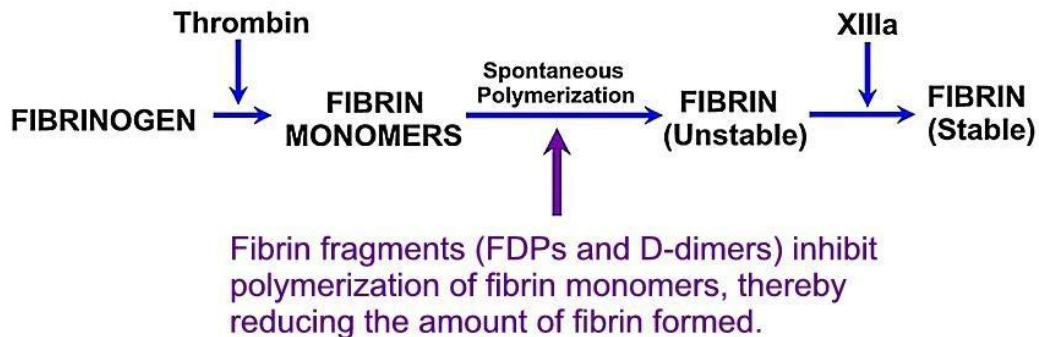 Thrombin
XIIIa
Spontaneous
Polymerization
FIBRINOGEN
FIBRIN
MONOMERS
FIBRIN
(Unstable)
FIBRIN
(Stable)
Fibrin fragments (FDPs and D-dimers) inhibit
polymerization of fibrin monomers, thereby
reducing the amount of fibrin formed.